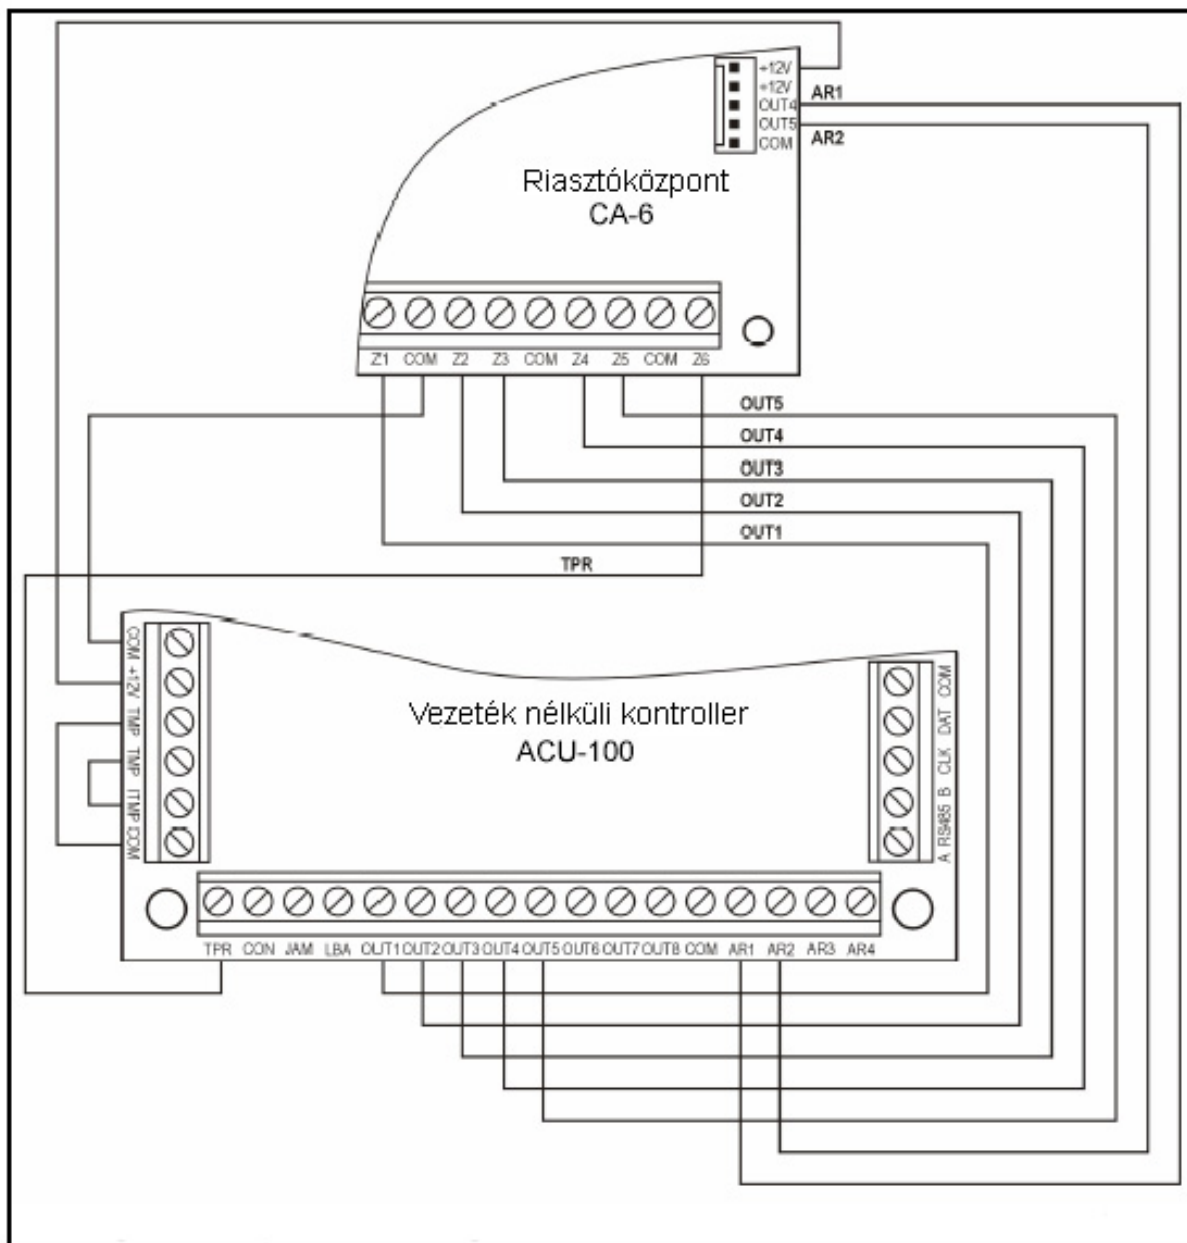 +12V
+12V
OUT4 AR1
OUT5
COM AR2
Riasztóközpont
CA-6
Z1 COM Z2 Z3 COM Z4 Z5 COM Z6
OUT5
OUT4
OUT3
OUT2
OUT1
TPR
COM +12V TMP TMP ITMP COM
Vezeték nélküli kontroller
ACU-100
A RS485 B CLK DAT COM
TPR CON JAM LBA OUT1 OUT2 OUT3 OUT4 OUT5 OUT6 OUT7 OUT8 COM AR1 AR2 AR3 AR4